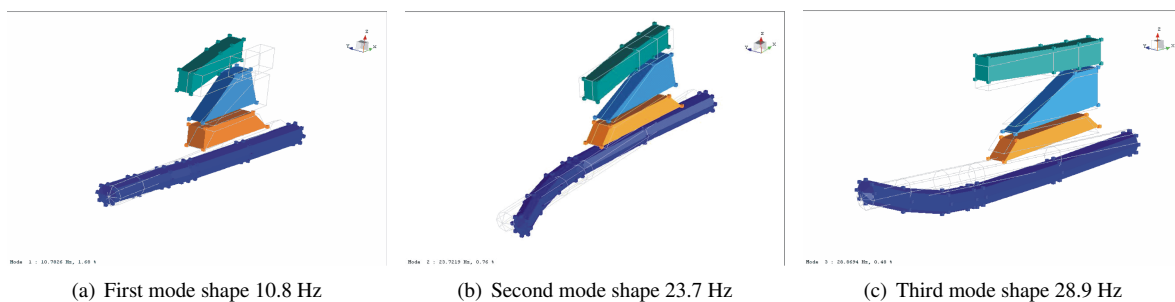 Z
Y
X
Z
Y
X
Z
Y
X
Mode 1 : 10.7926 Hz, 1.66 %
Mode 2 : 23.7219 Hz, 0.76 %
Mode 3 : 28.8694 Hz, 0.48 %
(a) First mode shape 10.8 Hz
(b) Second mode shape 23.7 Hz
(c) Third mode shape 28.9 Hz